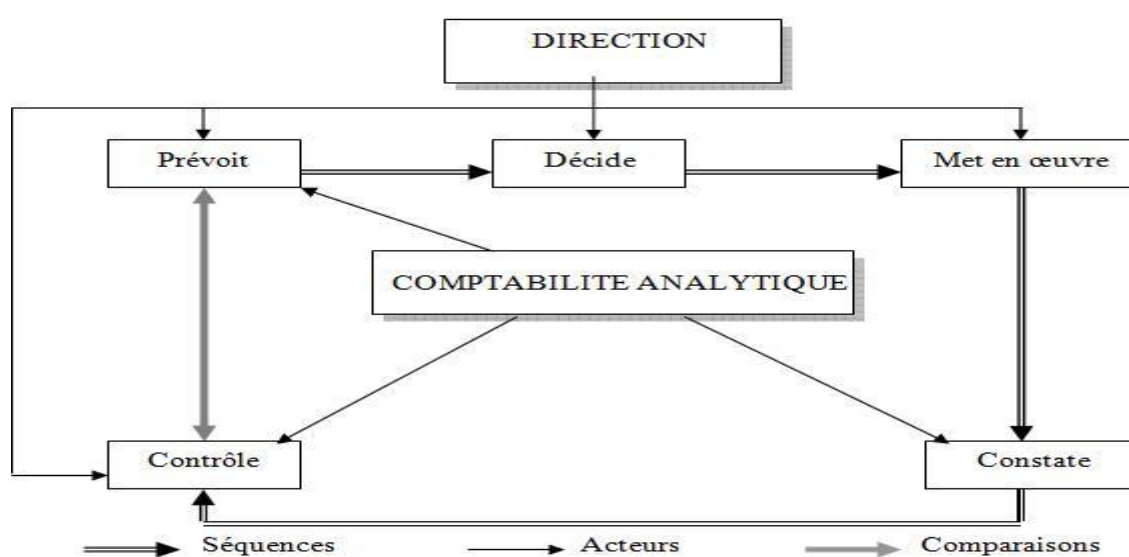 DIRECTION
Prévoit
Décide
Met en œuvre
COMPTABILITE ANALYTIQUE
Contrôle
Constate
Séquences
Acteurs
Comparaisons